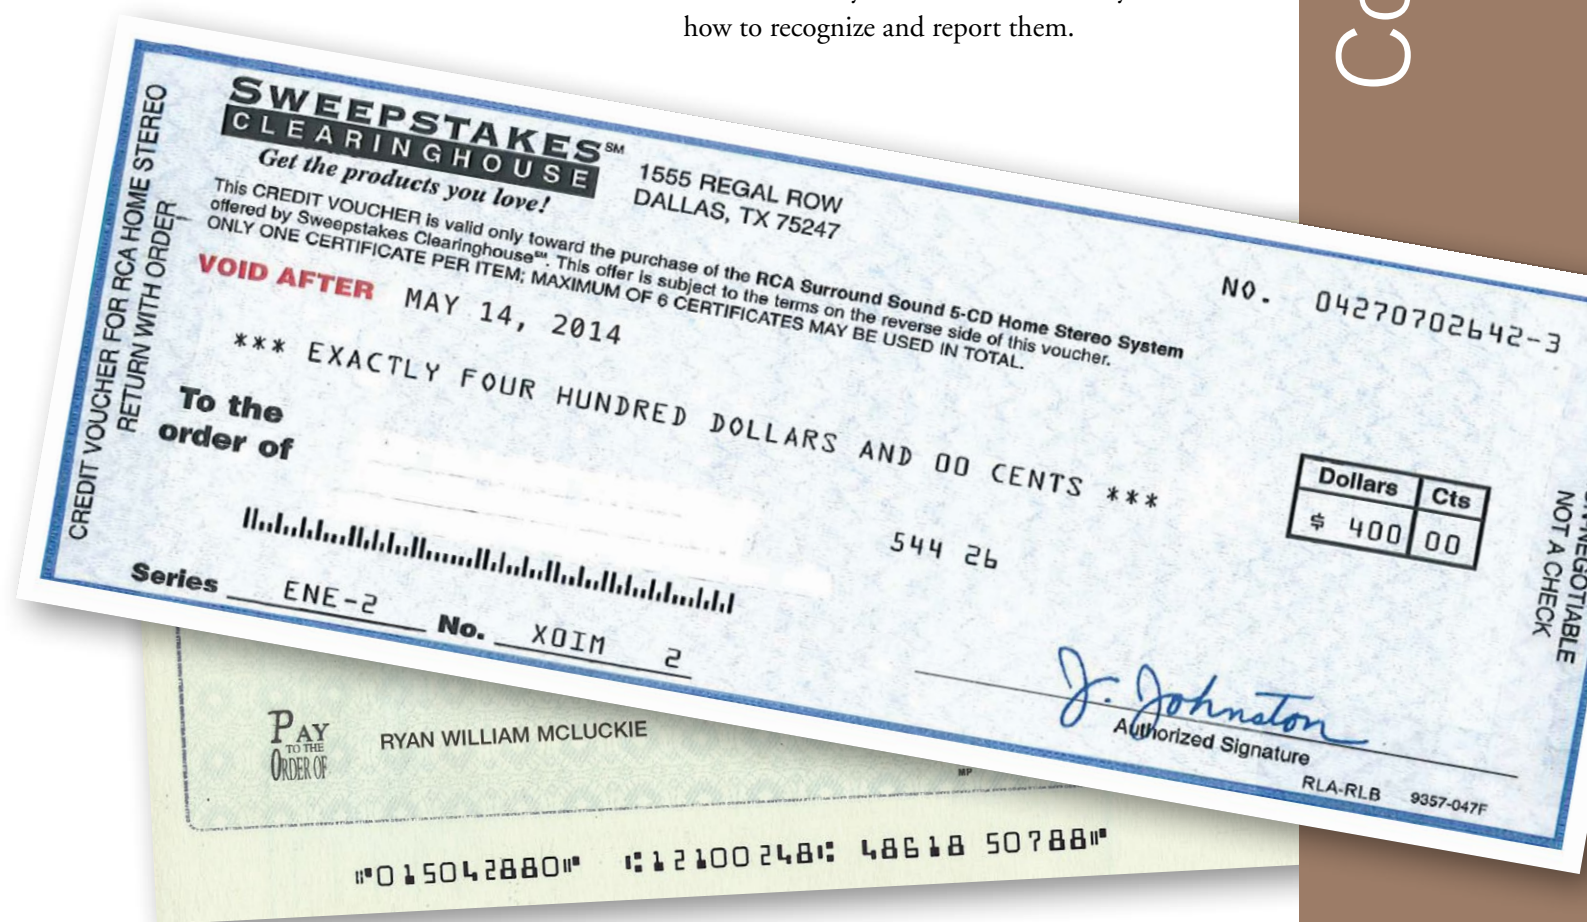 how to recognize and report them.
Co
SWEEPSTAKES SM
CLEARINGHOUSE
Get the products you love!
1555 REGAL ROW
DALLAS, TX 75247
This CREDIT VOUCHER is valid only toward the purchase of the RCA Surround Sound 5-CD Home Stereo System
offered by Sweepstakes Clearinghouse℠. This offer is subject to the terms on the reverse side of this voucher.
ONLY ONE CERTIFICATE PER ITEM; MAXIMUM OF 6 CERTIFICATES MAY BE USED IN TOTAL.
NO. 04270702642-3
VOID AFTER MAY 14, 2014
*** EXACTLY FOUR HUNDRED DOLLARS AND 00 CENTS ***
To the
order of
Dollars Cts
$ 400 00
544 26
Series ENE-2 No. XOIM 2
J. Johnston
Authorized Signature
RLA-RLB 9357-047F
CREDIT VOUCHER FOR RCA HOME STEREO
RETURN WITH ORDER
NEGOTIABLE
NOT A CHECK
PAY
TO THE
ORDER OF
RYAN WILLIAM MCLUCKIE
MP
⑈015042880⑈ ⑆12100248⑆ 48618 50788⑈